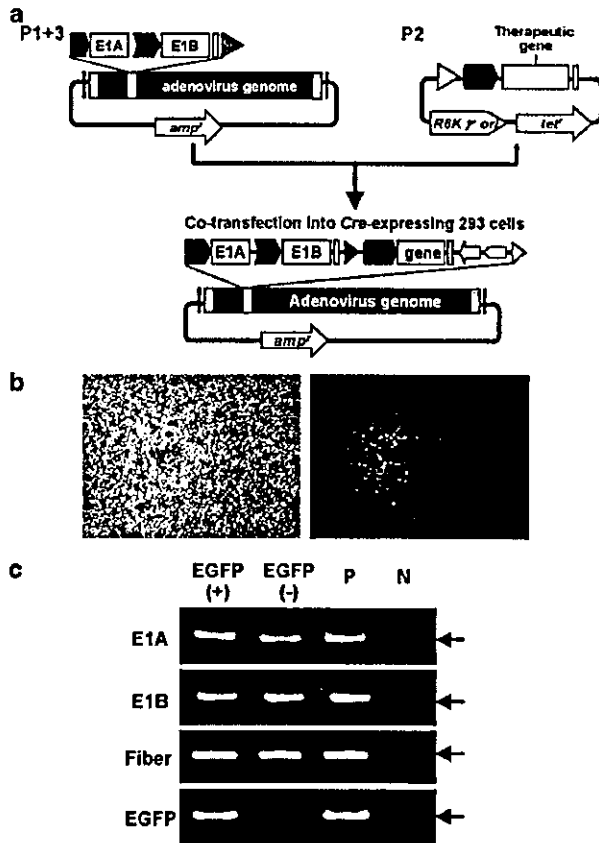 a
P1+3
E1A
E1B
adenovirus genome
amp^r
P2
Therapeutic
gene
R6K γ ori
tet^r
Co-transfection into Cre-expressing 293 cells
E1A
E1B
gene
Adenovirus genome
amp^r
b
c
EGFP
(+)
EGFP
(-)
P
N
E1A
E1B
Fiber
EGFP